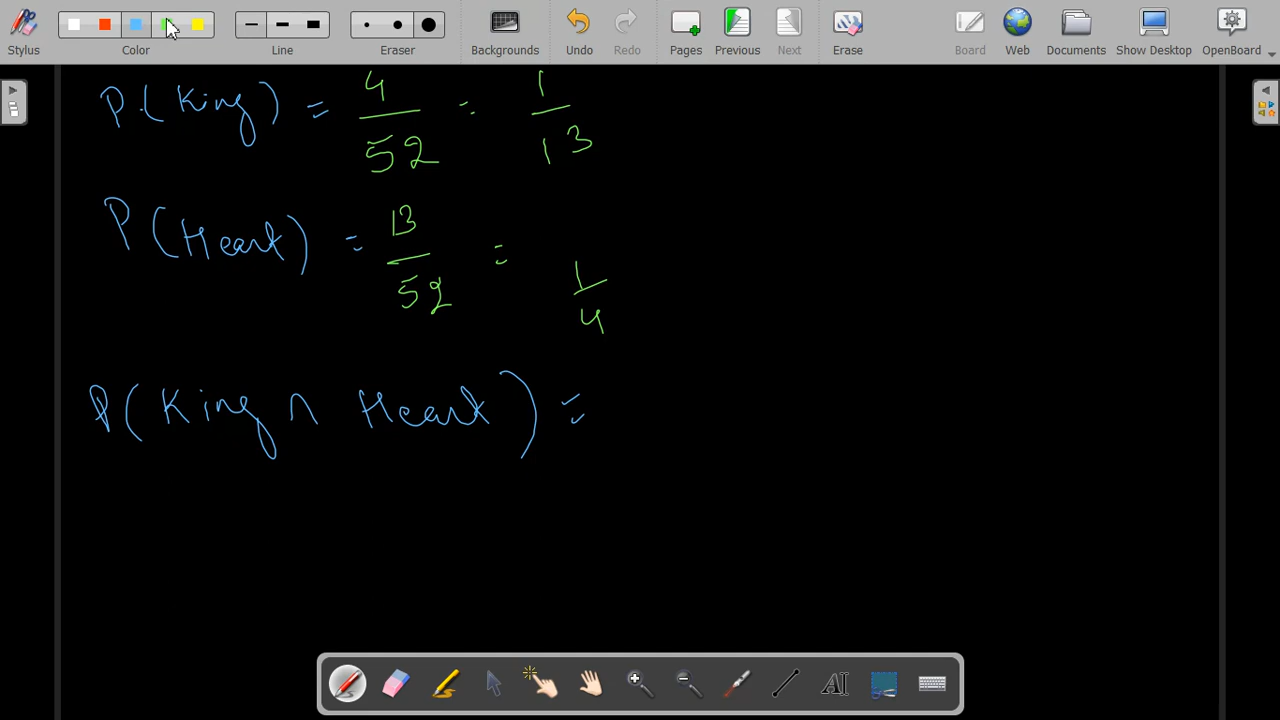 Stylus Color Line Eraser Backgrounds Undo Redo Pages Previous Next Erase Board Web Documents Show Desktop OpenBoard
P(King) = 4/52 = 1/13
P(Heart) = 13/52 = 1/4
P(King ∩ Heart) =
AI